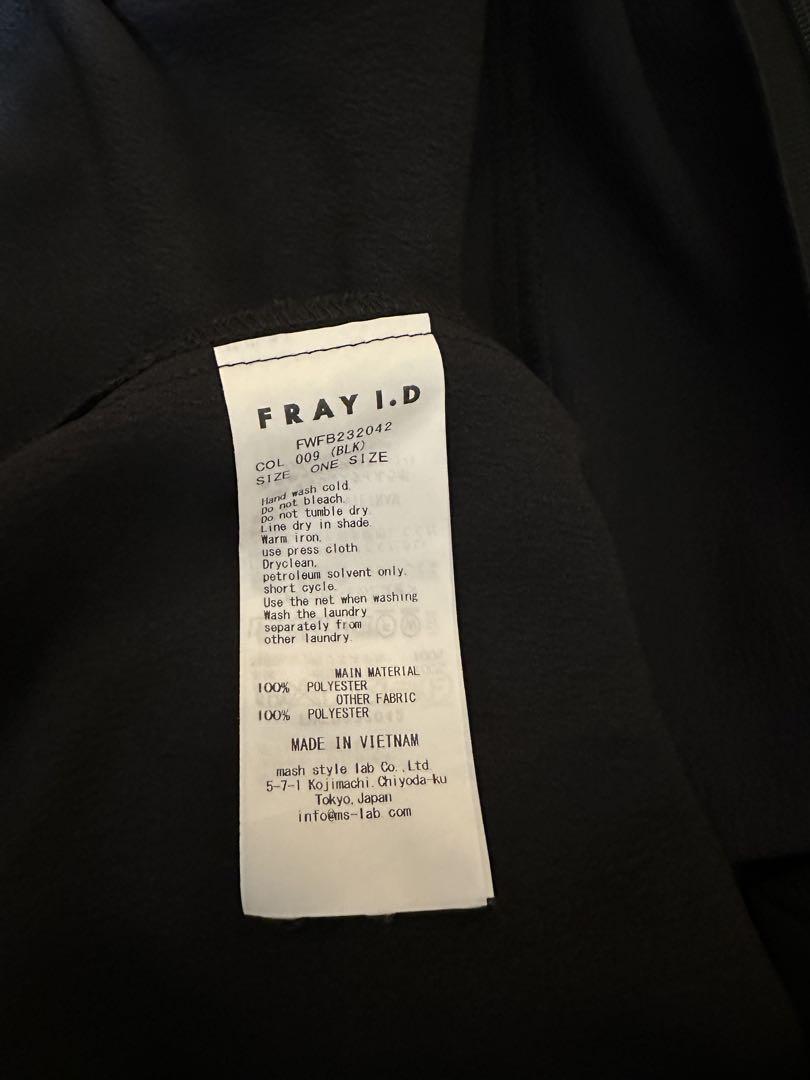 FRAY I.D
FWFB232042
COL 009 (BLK)
SIZE ONE SIZE
Hand wash cold.
Do not bleach.
Do not tumble dry
Line dry in shade.
Warm iron,
use press cloth
Dryclean,
petroleum solvent only.
short cycle.
Use the net when washing
Wash the laundry
separately from
other laundry.
MAIN MATERIAL
100% POLYESTER
OTHER FABRIC
100% POLYESTER
MADE IN VIETNAM
mash style lab Co.,Ltd
5-7-1 Kojimachi.Chiyoda-ku
Tokyo,Japan
info@ms-lab com